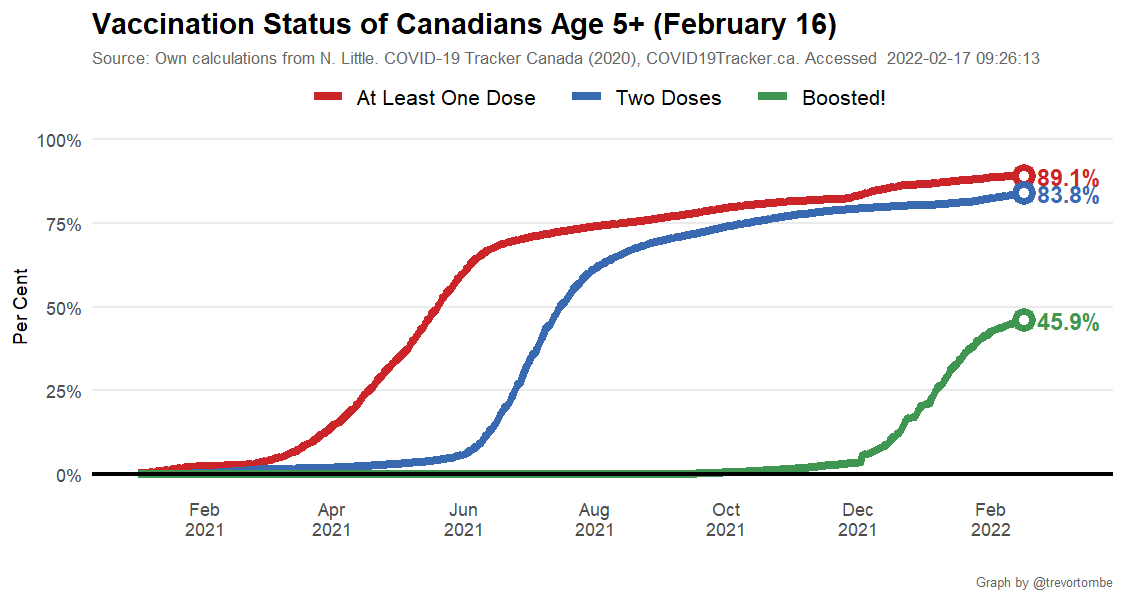 Vaccination Status of Canadians Age 5+ (February 16)
Source: Own calculations from N. Little. COVID-19 Tracker Canada (2020), COVID19Tracker.ca. Accessed  2022-02-17 09:26:13
At Least One Dose Two Doses Boosted!
100%
89.1%
83.8%
75%
Per Cent
50%
45.9%
25%
0%
Feb Apr Jun Aug Oct Dec Feb
2021 2021 2021 2021 2021 2021 2022
Graph by @trevortombe